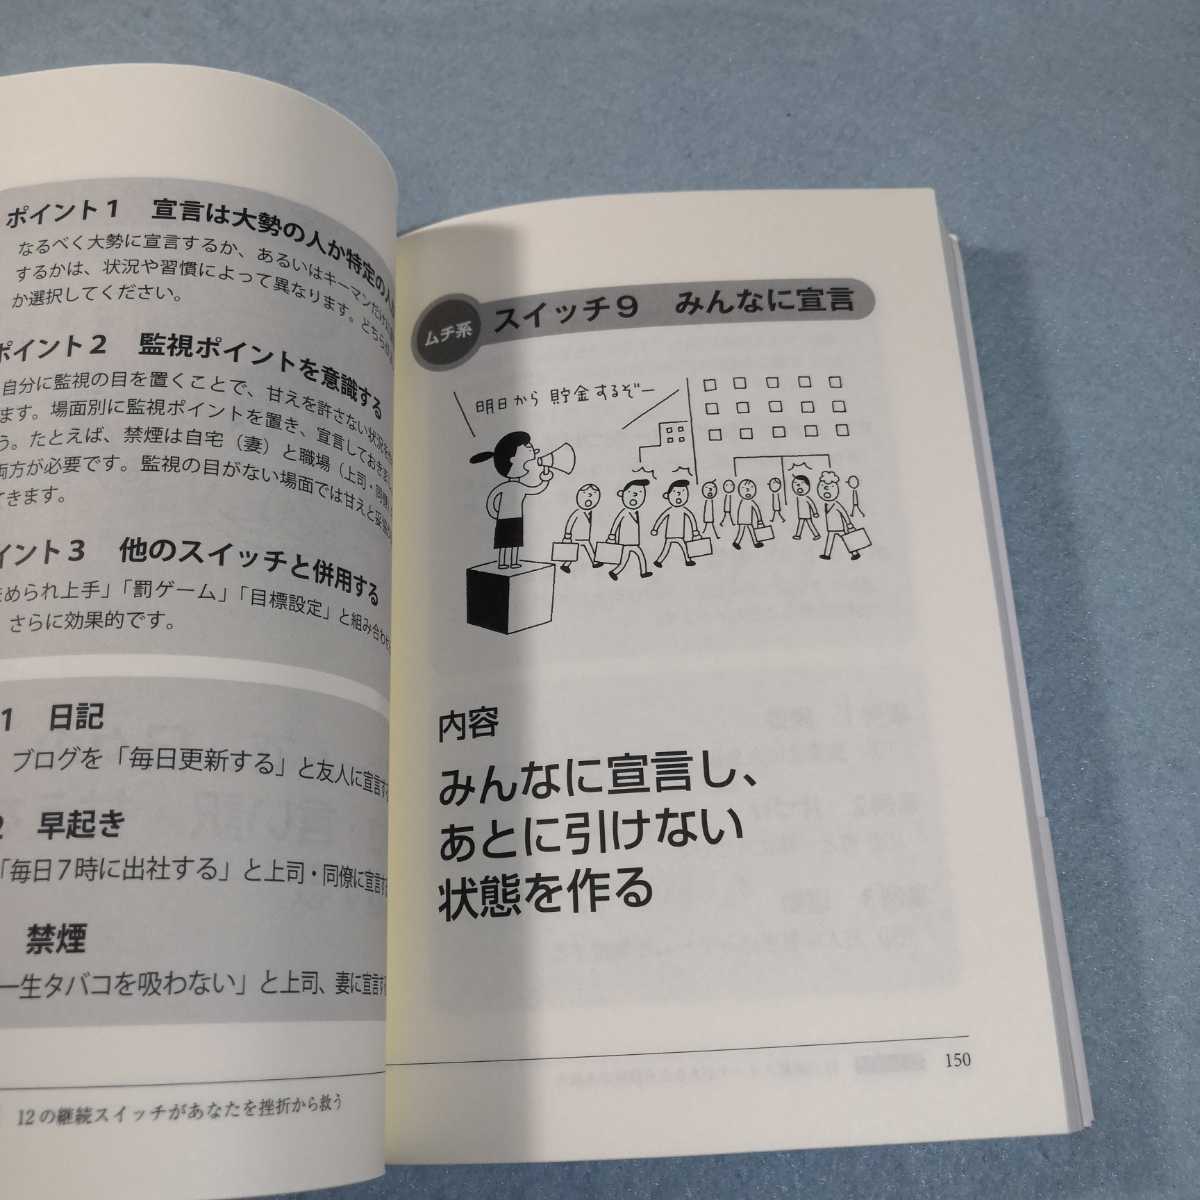 ポイント1 宣言は大勢の人か特定の人
なるべく大勢に宣言するか、あるいはキーマンだけに
するかは、状況や習慣によって異なります。どちら
か選択してください。
ポイント2 監視ポイントを意識する
自分に監視の目を置くことで、甘えを許さない状況を
ます。場面別に監視ポイントを置き、宣言しておきま
う。たとえば、禁煙は自宅（妻）と職場（上司・同僚
両方が必要です。監視の目がない場面では甘えと妥協
てきます。
イント3 他のスイッチと併用する
められ上手」「罰ゲーム」「目標設定」と組み合わ
さらに効果的です。
1 日記
ブログを「毎日更新する」と友人に宣言す
2 早起き
「毎日7時に出社する」と上司・同僚に宣言す
禁煙
一生タバコを吸わない」と上司、妻に宣言す
12の継続スイッチがあなたを挫折から救う
ムチ系 スイッチ9 みんなに宣言
明日から 貯金するぞー
内容
みんなに宣言し、
あとに引けない
状態を作る
150